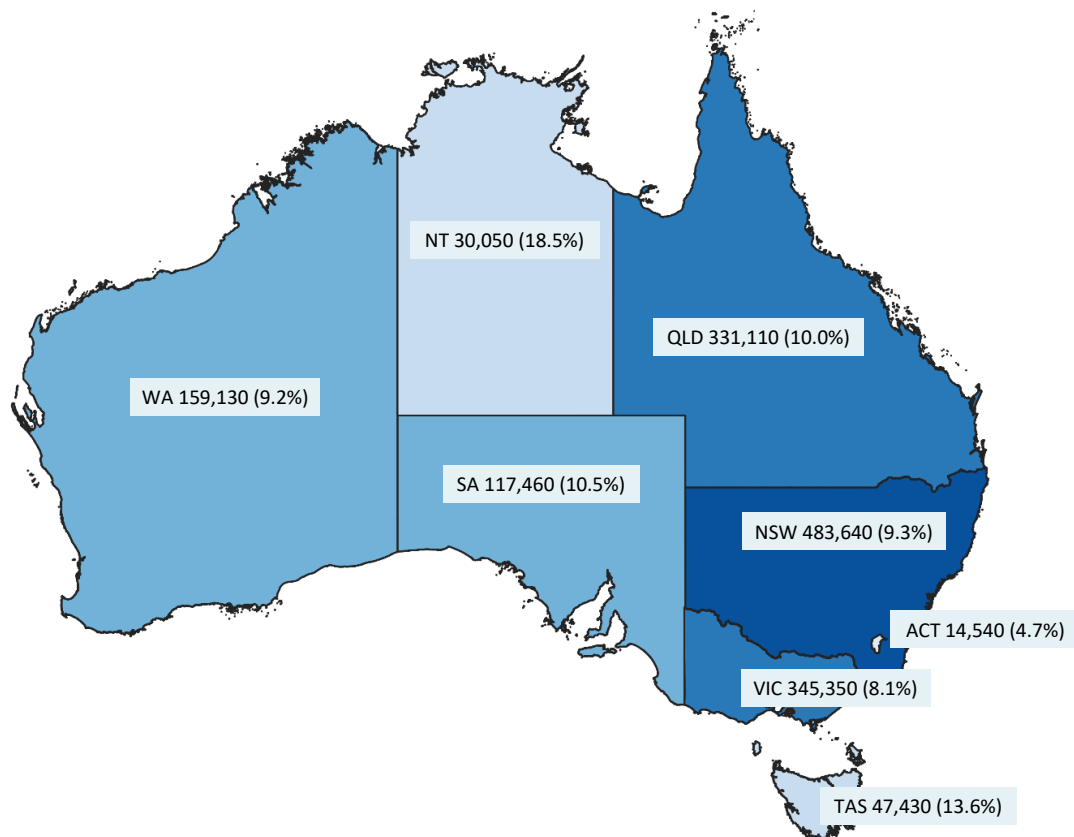 NT 30,050 (18.5%)
QLD 331,110 (10.0%)
WA 159,130 (9.2%)
SA 117,460 (10.5%)
NSW 483,640 (9.3%)
ACT 14,540 (4.7%)
VIC 345,350 (8.1%)
TAS 47,430 (13.6%)